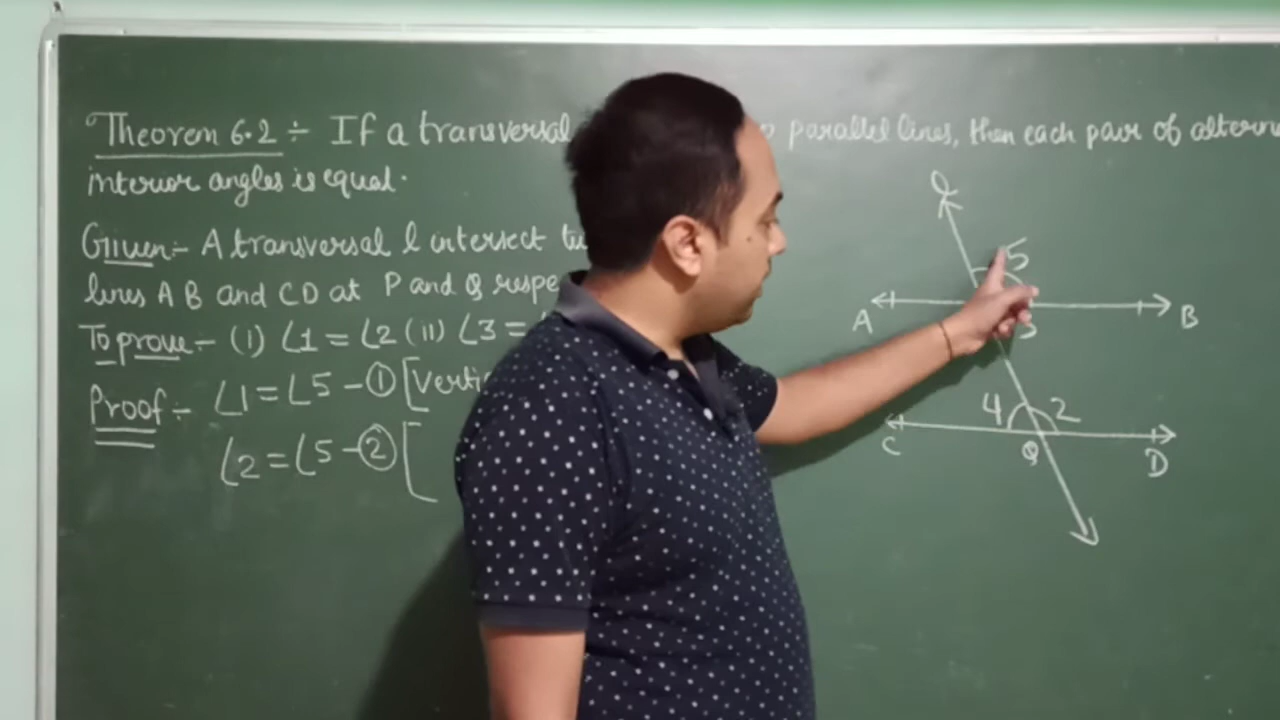 Theorem 6.2 ÷ If a transversal parallel lines, then each pair of altern
interior angles is equal.
Given:- A transversal l intersect
lines AB and CD at P and Q respe
To prove:- (i) ∠1 = ∠2 (ii) ∠3 =
Proof:- ∠1 = ∠5 - ① [Verti
∠2 = ∠5 - ② [
l
5
A B
3
4 2
C Q D